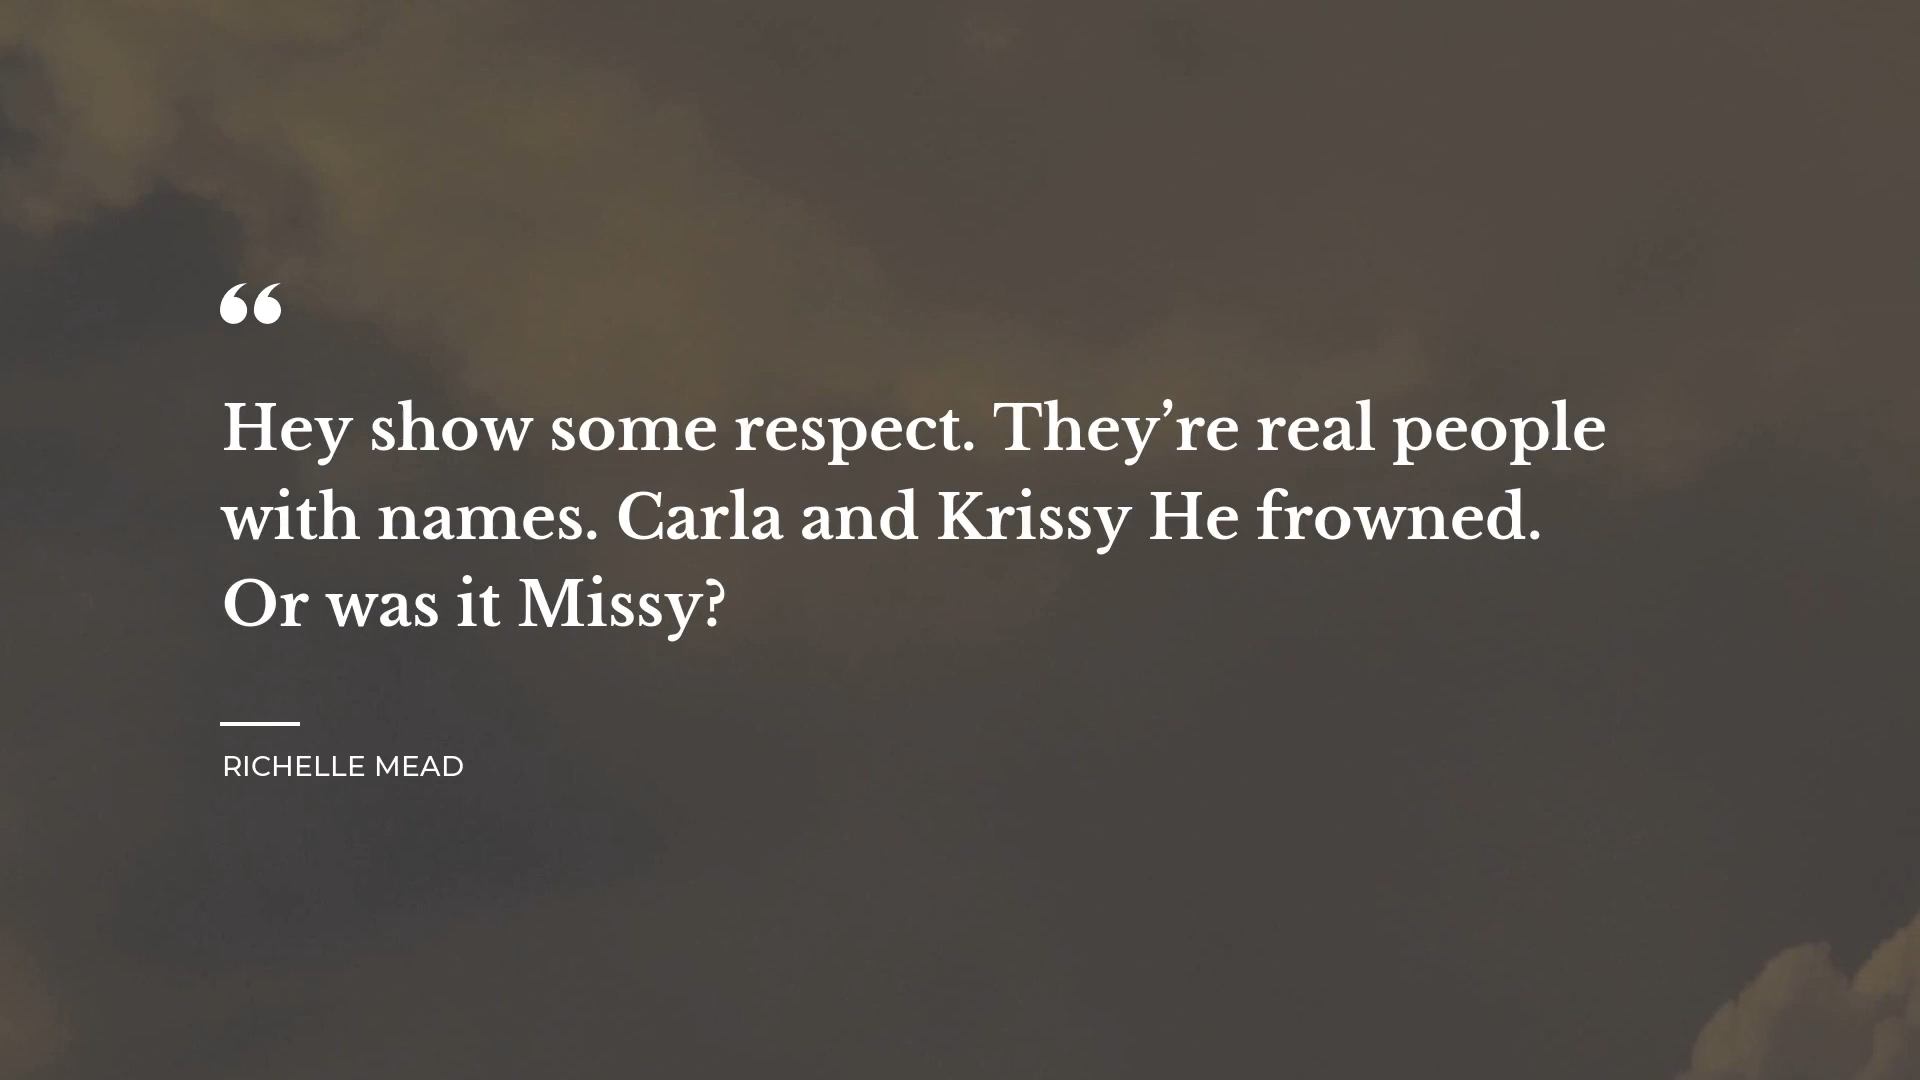 “
Hey show some respect. They’re real people
with names. Carla and Krissy He frowned.
Or was it Missy?
RICHELLE MEAD